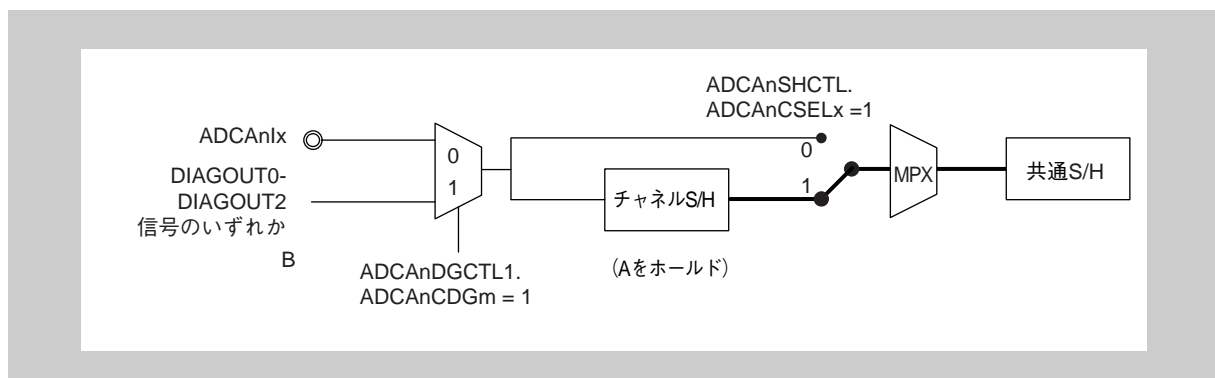 ADCAnIx
DIAGOUT0-
DIAGOUT2
信号のいずれか
B
0
1
ADCAnDGCTL1.
ADCAnCDGm = 1
チャネルS/H
(Aをホールド)
ADCAnSHCTL.
ADCAnCSELx =1
0
1
MPX
共通S/H